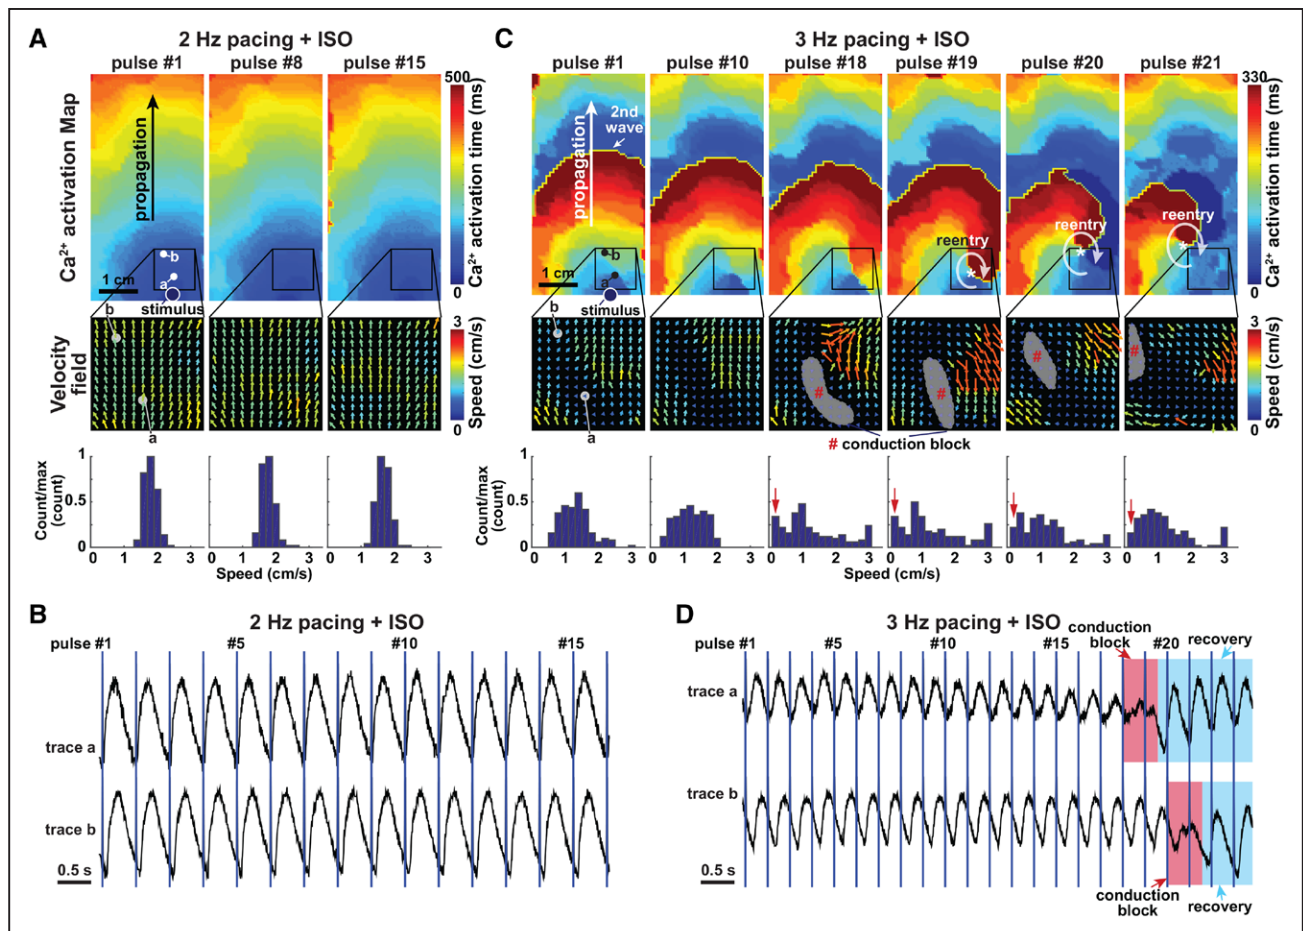 A
2 Hz pacing + ISO
pulse #1
pulse #8
pulse #15
Ca2+ activation Map
propagation
b
a
1 cm
stimulus
500
0
Ca2+ activation time (ms)
Velocity field
b
a
3
0
Speed (cm/s)
Count/max (count)
1
0.5
0
0 1 2 3
0 1 2 3
0 1 2 3
Speed (cm/s)
C
3 Hz pacing + ISO
pulse #1
pulse #10
pulse #18
pulse #19
pulse #20
pulse #21
2nd wave
propagation
b
a
1 cm
stimulus
reentry
*
reentry
*
reentry
*
330
0
Ca2+ activation time (ms)
b
a
#
#
#
#
# conduction block
3
0
Speed (cm/s)
Count/max (count)
1
0.5
0
0 1 2 3
0 1 2 3
0 1 2 3
0 1 2 3
0 1 2 3
0 1 2 3
Speed (cm/s)
B
2 Hz pacing + ISO
pulse #1
#5
#10
#15
trace a
trace b
0.5 s
D
3 Hz pacing + ISO
pulse #1
#5
#10
#15
#20
conduction block
recovery
trace a
trace b
0.5 s
conduction block
recovery